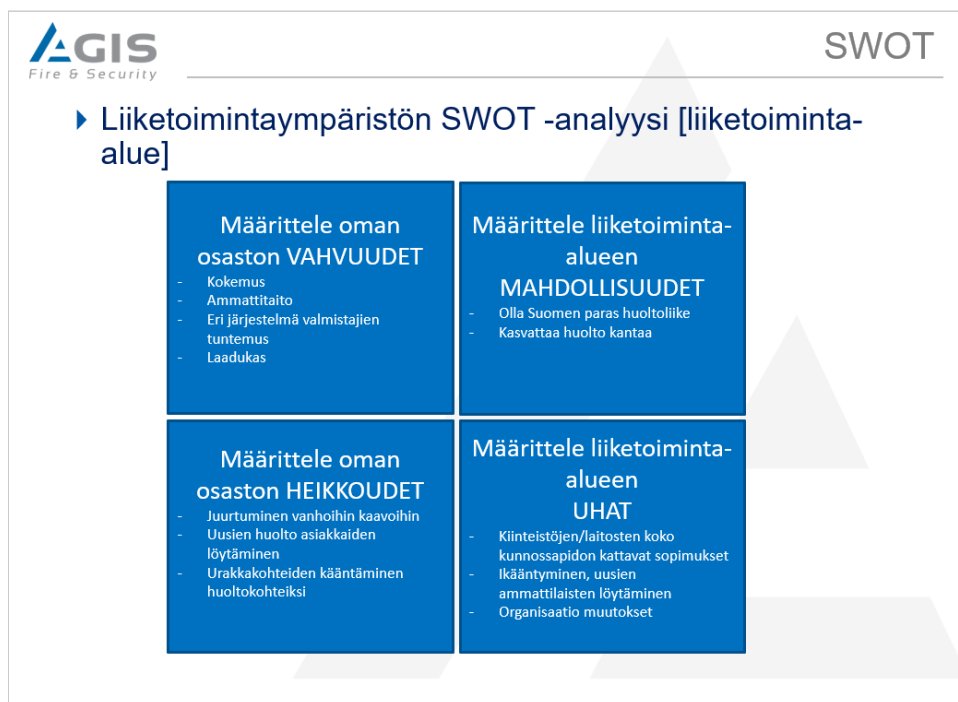 AGIS
Fire & Security
SWOT
Liiketoimintaympäristön SWOT -analyysi [liiketoiminta-
alue]
Määrittele oman
osaston VAHVUUDET
- Kokemus
- Ammattitaito
- Eri järjestelmä valmistajien
tuntemus
- Laadukas
Määrittele liiketoiminta-
alueen
MAHDOLLISUUDET
- Olla Suomen paras huoltoliike
- Kasvattaa huolto kantaa
Määrittele oman
osaston HEIKKOUDET
- Juurtuminen vanhoihin kaavoihin
- Uusien huolto asiakkaiden
löytäminen
- Urakkakohteiden kääntäminen
huoltokohteiksi
Määrittele liiketoiminta-
alueen
UHAT
- Kiinteistöjen/laitosten koko
kunnossapidon kattavat sopimukset
- Ikääntyminen, uusien
ammattilaisten löytäminen
- Organisaatio muutokset